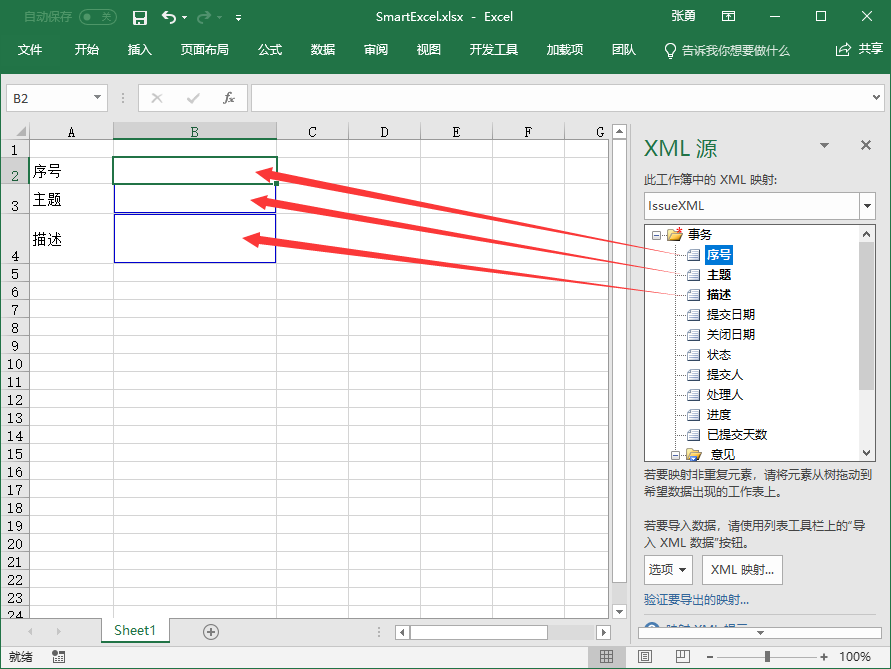 自动保存 关 SmartExcel.xlsx - Excel 张勇
文件 开始 插入 页面布局 公式 数据 审阅 视图 开发工具 加载项 团队 告诉我你想要做什么 共享
B2 fx
A B C D E F G
1
2 序号
3 主题
4 描述
5
6
7
8
9
10
11
12
13
14
15
16
17
18
19
20
21
22
23
24
XML 源
此工作簿中的 XML 映射:
IssueXML
事务
序号
主题
描述
提交日期
关闭日期
状态
提交人
处理人
进度
已提交天数
意见
若要映射非重复元素，请将元素从树拖动到
希望数据出现的工作表上。
若要导入数据，请使用列表工具栏上的“导
入 XML 数据”按钮。
选项 XML 映射...
验证要导出的映射...
映射 XML 提示
Sheet1
就绪 100%